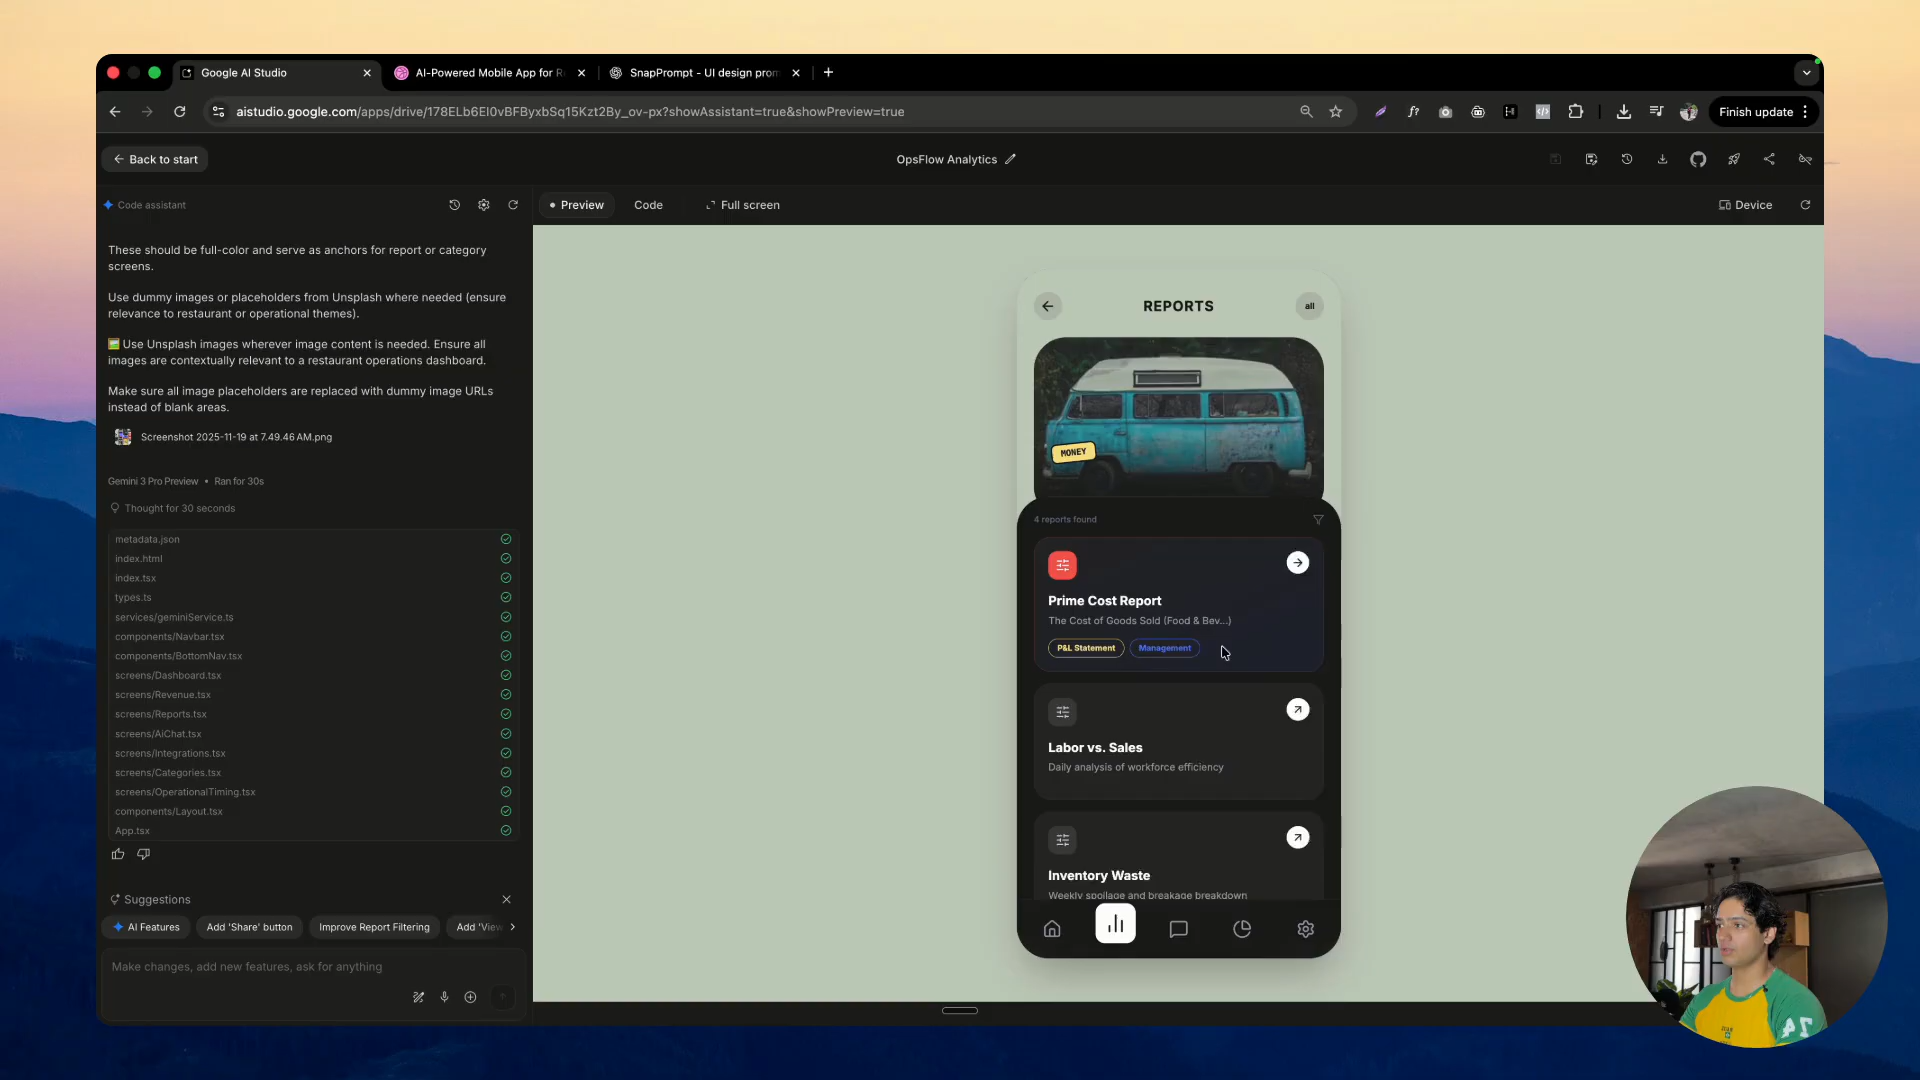 Google AI Studio
AI-Powered Mobile App for R
SnapPrompt - UI design pron
aistudio.google.com/apps/drive/178ELb6EI0vBFByxbSq15Kzt2By_ov-px?showAssistant=true&showPreview=true
Finish update
Back to start
OpsFlow Analytics
Code assistant
Preview
Code
Full screen
Device
These should be full-color and serve as anchors for report or category
screens.
Use dummy images or placeholders from Unsplash where needed (ensure
relevance to restaurant or operational themes).
Use Unsplash images wherever image content is needed. Ensure all
images are contextually relevant to a restaurant operations dashboard.
Make sure all image placeholders are replaced with dummy image URLs
instead of blank areas.
Screenshot 2025-11-19 at 7.49.46 AM.png
Gemini 3 Pro Preview • Ran for 30s
Thought for 30 seconds
metadata.json
index.html
index.tsx
types.ts
services/geminiService.ts
components/Navbar.tsx
components/BottomNav.tsx
screens/Dashboard.tsx
screens/Revenue.tsx
screens/Reports.tsx
screens/AiChat.tsx
screens/Integrations.tsx
screens/Categories.tsx
screens/OperationalTiming.tsx
components/Layout.tsx
App.tsx
Suggestions
AI Features
Add 'Share' button
Improve Report Filtering
Add 'View
Make changes, add new features, ask for anything
REPORTS
all
MONEY
4 reports found
Prime Cost Report
The Cost of Goods Sold (Food & Bev...)
P&L Statement
Management
Labor vs. Sales
Daily analysis of workforce efficiency
Inventory Waste
Weekly spoilage and breakage breakdown